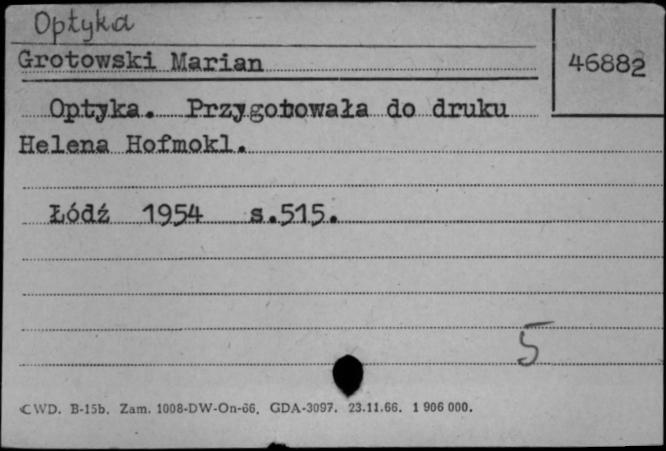 Optyka
Grotowski Marian
46882
Optyka. Przygotowała do druku
Helena Hofmokl.
Łódź 1954 s.515.
5
CWD. B-15b. Zam. 1008-DW-On-66. GDA-3097. 23.11.66. 1 906 000.